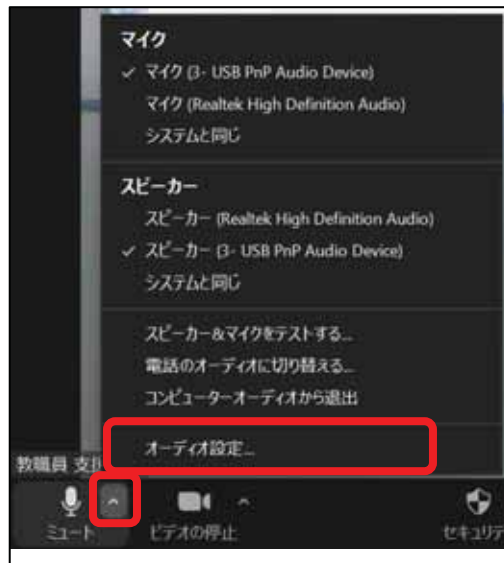 マイク
マイク (3- USB PnP Audio Device)
マイク (Realtek High Definition Audio)
システムと同じ
スピーカー
スピーカー (Realtek High Definition Audio)
スピーカー (3- USB PnP Audio Device)
システムと同じ
スピーカー&マイクをテストする...
電話のオーディオに切り替える...
コンピューターオーディオから退出
オーディオ設定...
教職員 支援
ミュート
ビデオの停止
セキュリテ